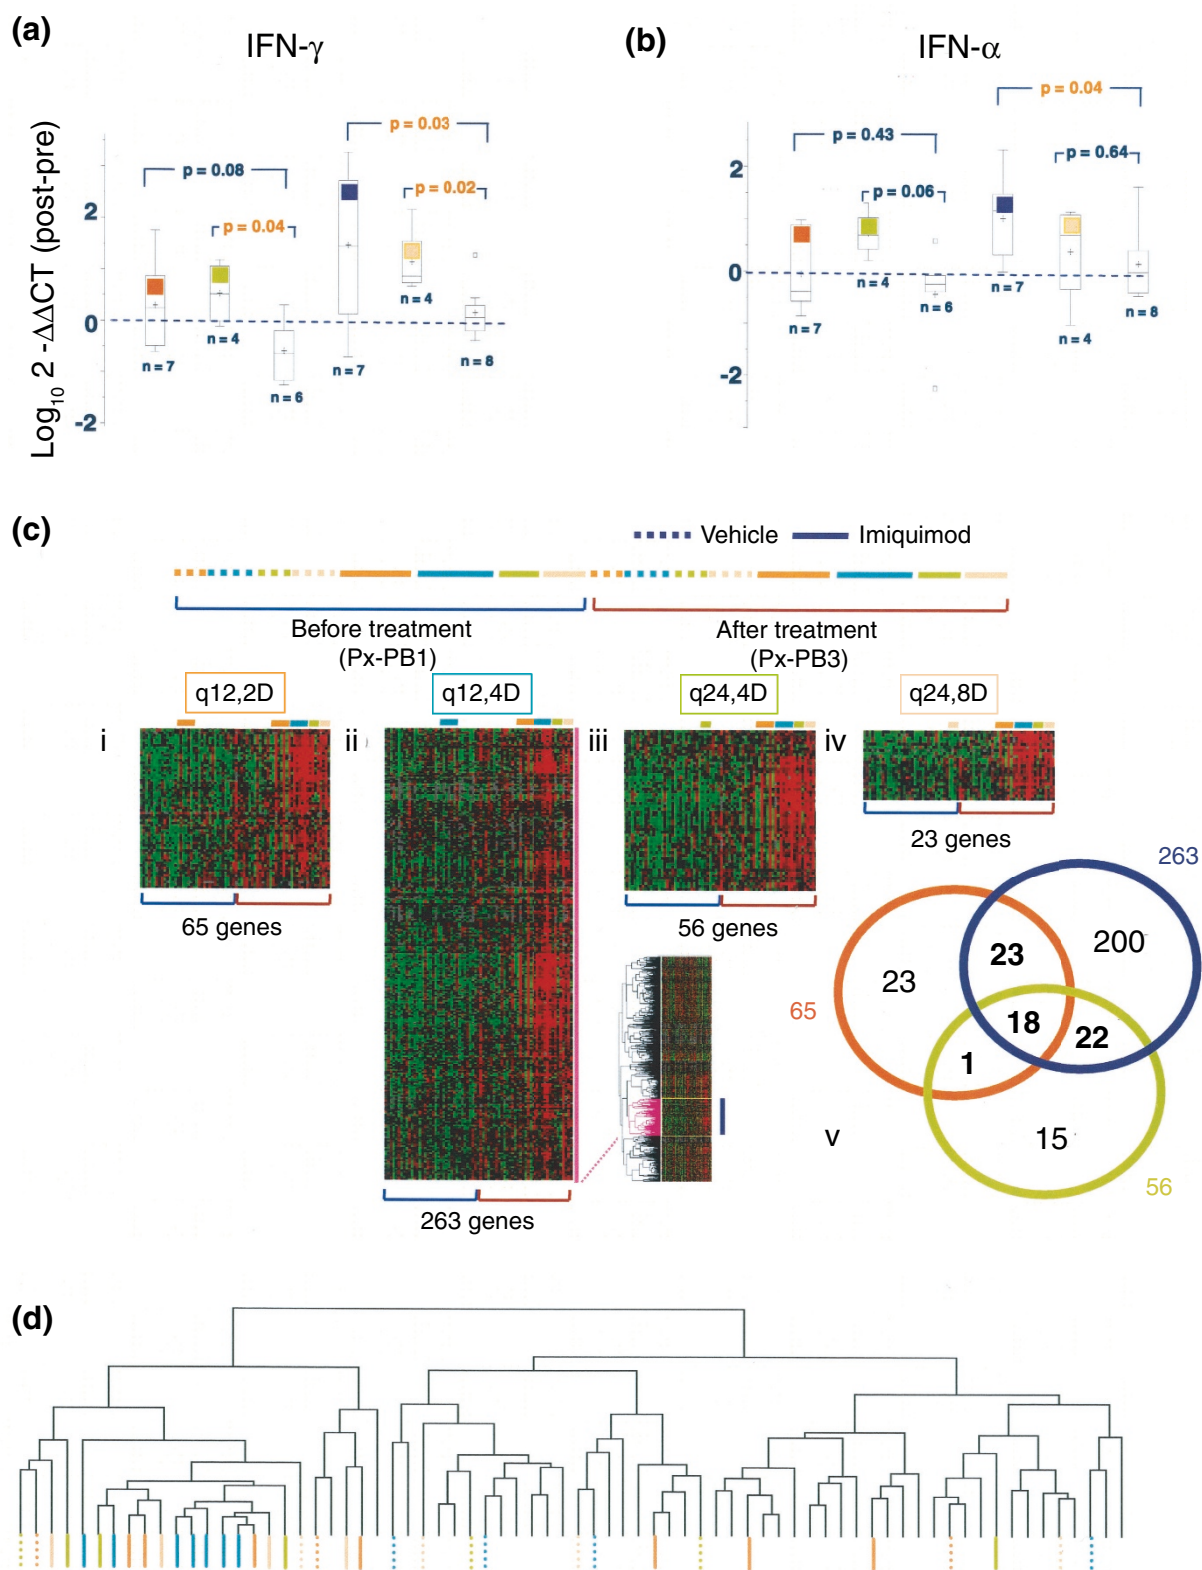 (a)
IFN-γ
(b)
IFN-α
Log10 2 -ΔΔCT (post-pre)
p = 0.03
p = 0.08
p = 0.02
p = 0.04
2
0
-2
n = 7
n = 4
n = 6
n = 7
n = 4
n = 8
p = 0.04
p = 0.43
p = 0.64
p = 0.06
2
0
-2
n = 7
n = 4
n = 6
n = 7
n = 4
n = 8
(c)
Vehicle
Imiquimod
Before treatment
(Px-PB1)
After treatment
(Px-PB3)
q12,2D
q12,4D
q24,4D
q24,8D
i
ii
iii
iv
65 genes
263 genes
56 genes
23 genes
263
23
200
23
65
18
22
1
v
15
56
(d)